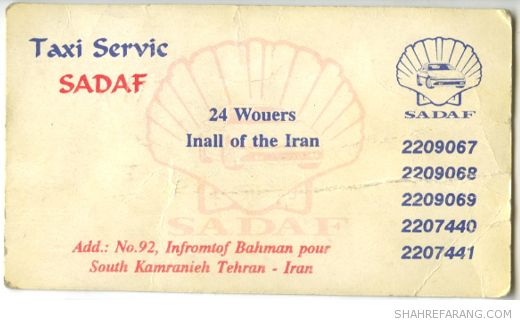 Taxi Servic
SADAF
24 Wouers
Inall of the Iran
SADAF
2209067
2209068
2209069
2207440
2207441
SADAF
Add.: No.92, Infromtof Bahman pour
South Kamranieh Tehran - Iran
SHAHREFARANG.COM